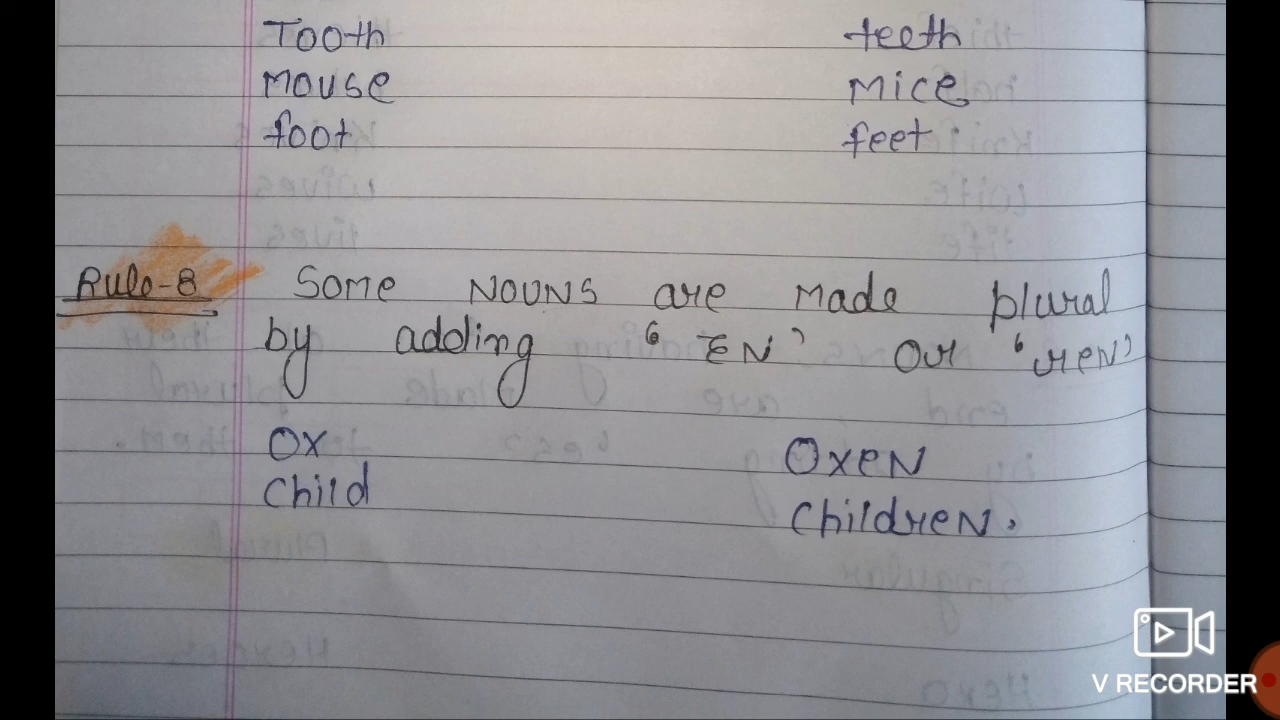 Tooth teeth
Mouse Mice
foot feet
Rule-8 Some NOUNS are made plural
by adding ‘EN’ or ‘ren’
OX OxeN
Child ChildreN.
V RECORDER